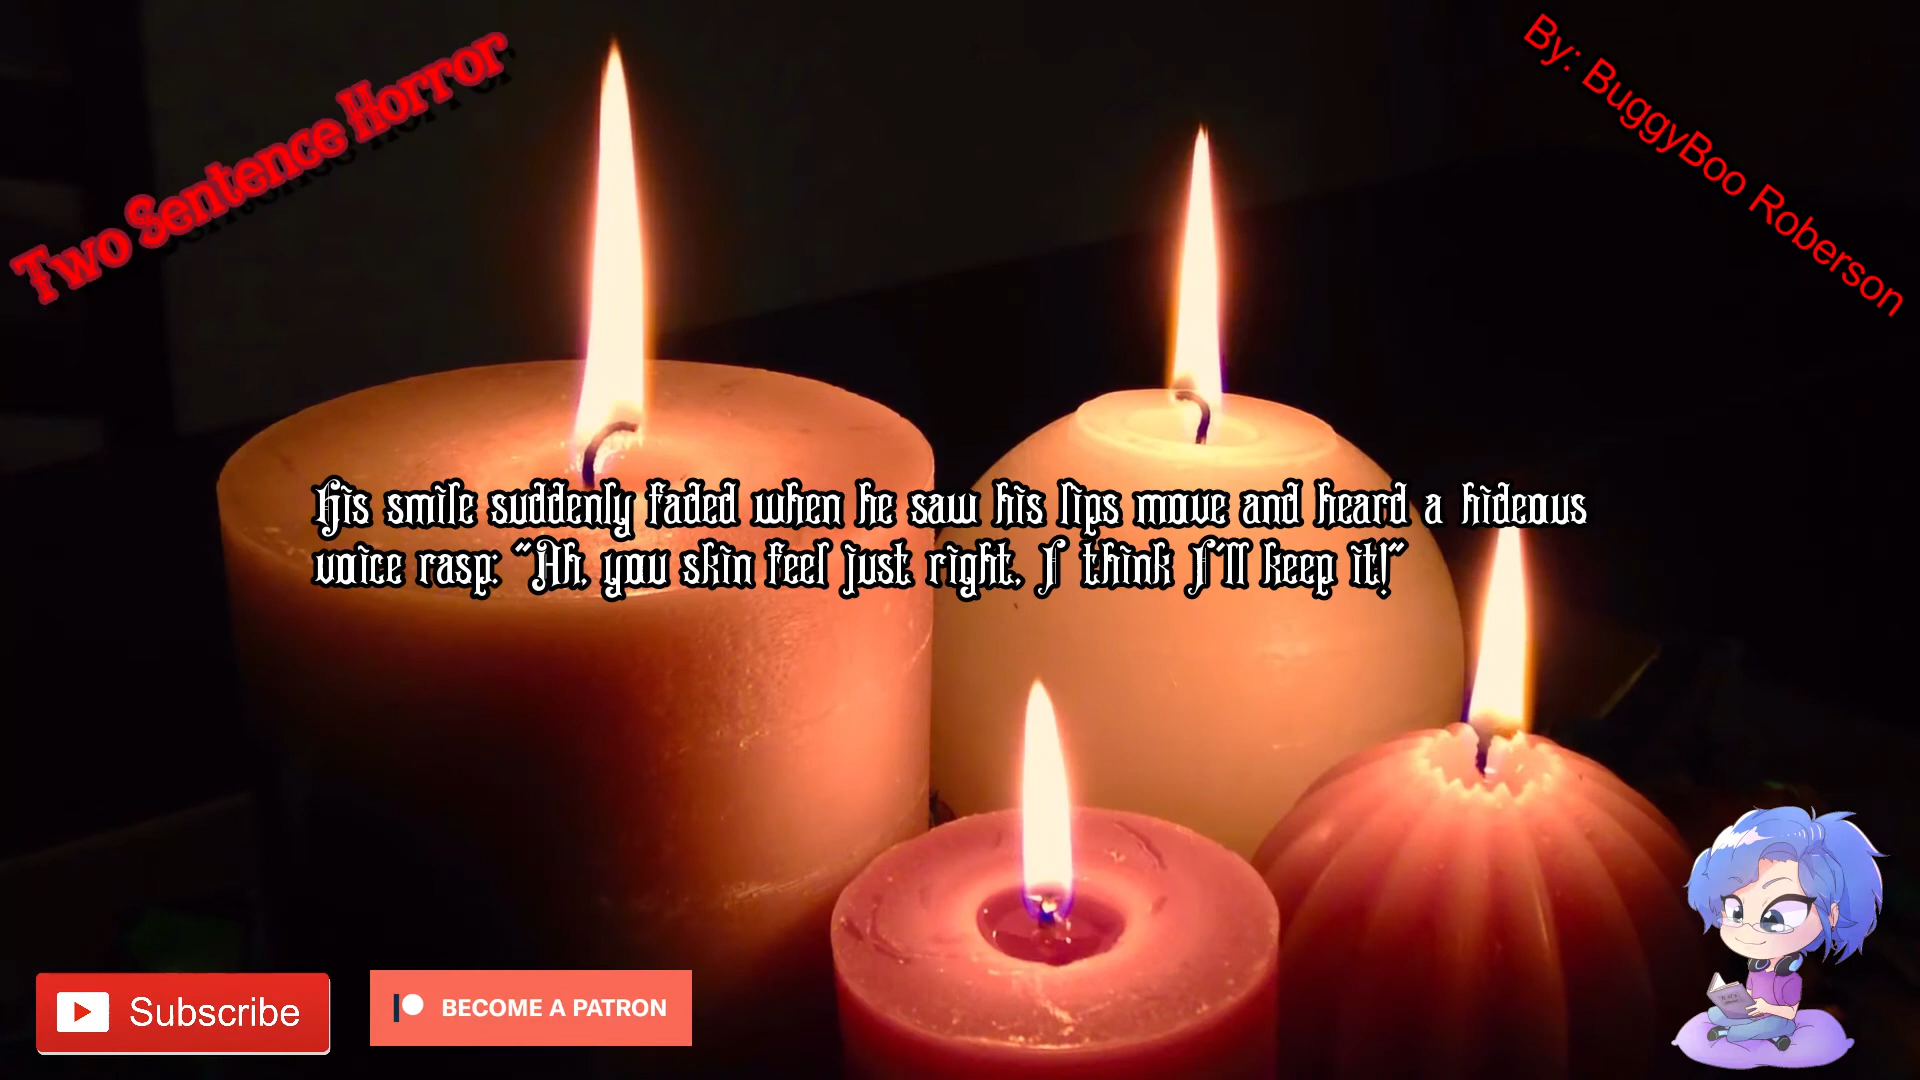 Two Sentence Horror
By: BuggyBoo Roberson
His smile suddenly faded when he saw his lips move and heard a hideous
voice rasp: "Ah, you skin feel just right, I think I'll keep it!"
Subscribe
BECOME A PATRON